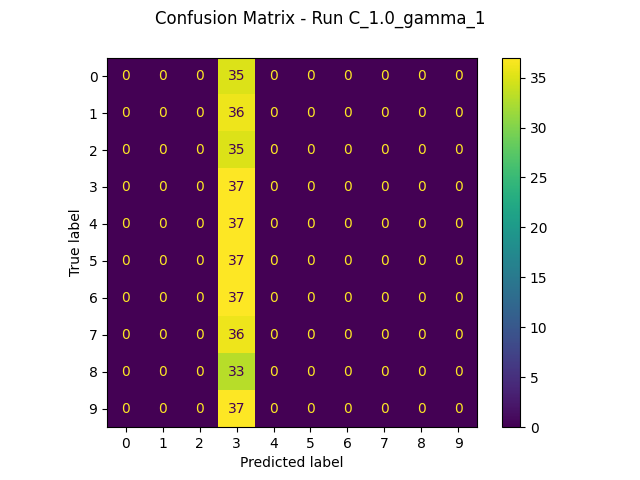 Confusion Matrix - Run C_1.0_gamma_1
0 0 0 0 35 0 0 0 0 0 0
1 0 0 0 36 0 0 0 0 0 0
2 0 0 0 35 0 0 0 0 0 0
3 0 0 0 37 0 0 0 0 0 0
4 0 0 0 37 0 0 0 0 0 0
5 0 0 0 37 0 0 0 0 0 0
6 0 0 0 37 0 0 0 0 0 0
7 0 0 0 36 0 0 0 0 0 0
8 0 0 0 33 0 0 0 0 0 0
9 0 0 0 37 0 0 0 0 0 0
0 1 2 3 4 5 6 7 8 9
Predicted label
True label
35
30
25
20
15
10
5
0